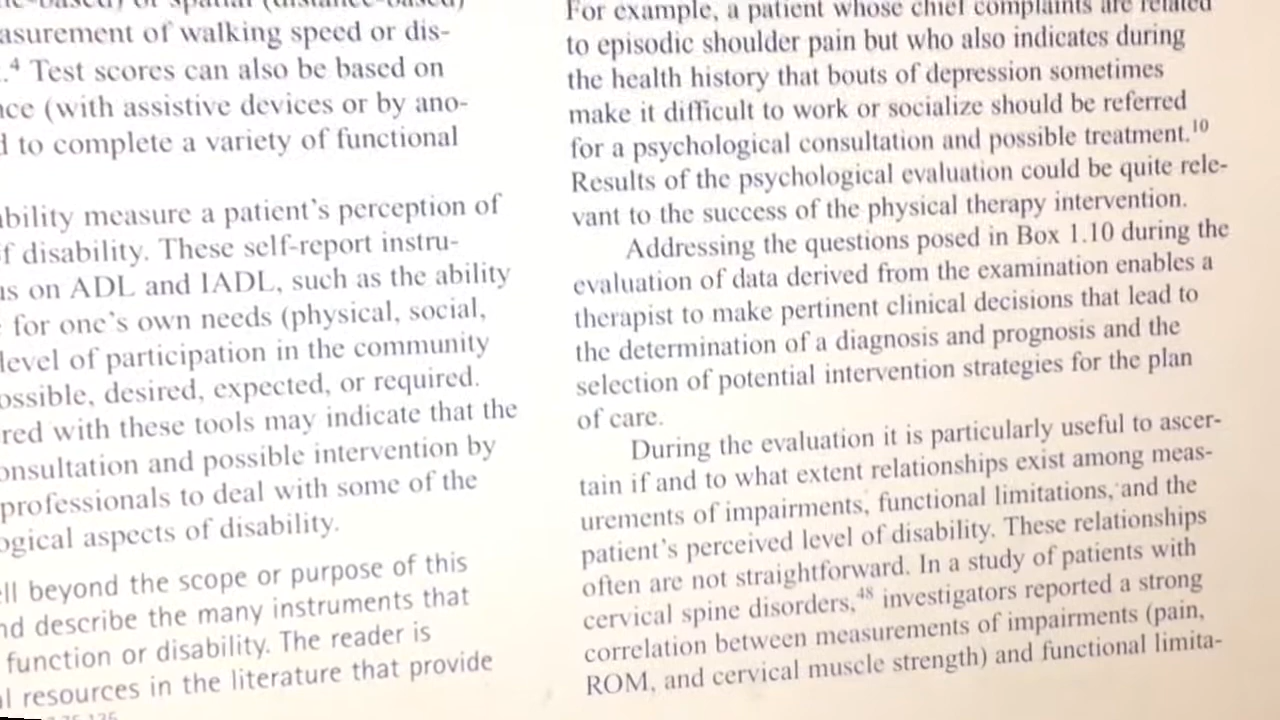 asurement of walking speed or dis-
.⁴ Test scores can also be based on
nce (with assistive devices or by ano-
d to complete a variety of functional
ability measure a patient's perception of
f disability. These self-report instru-
us on ADL and IADL, such as the ability
for one's own needs (physical, social,
level of participation in the community
ossible, desired, expected, or required.
red with these tools may indicate that the
onsultation and possible intervention by
professionals to deal with some of the
ogical aspects of disability.
ell beyond the scope or purpose of this
nd describe the many instruments that
function or disability. The reader is
al resources in the literature that provide
For example, a patient whose chief complaints are related
to episodic shoulder pain but who also indicates during
the health history that bouts of depression sometimes
make it difficult to work or socialize should be referred
for a psychological consultation and possible treatment.¹⁰
Results of the psychological evaluation could be quite rele-
vant to the success of the physical therapy intervention.
Addressing the questions posed in Box 1.10 during the
evaluation of data derived from the examination enables a
therapist to make pertinent clinical decisions that lead to
the determination of a diagnosis and prognosis and the
selection of potential intervention strategies for the plan
of care.
During the evaluation it is particularly useful to ascer-
tain if and to what extent relationships exist among meas-
urements of impairments, functional limitations, and the
patient's perceived level of disability. These relationships
often are not straightforward. In a study of patients with
cervical spine disorders,⁴⁸ investigators reported a strong
correlation between measurements of impairments (pain,
ROM, and cervical muscle strength) and functional limita-